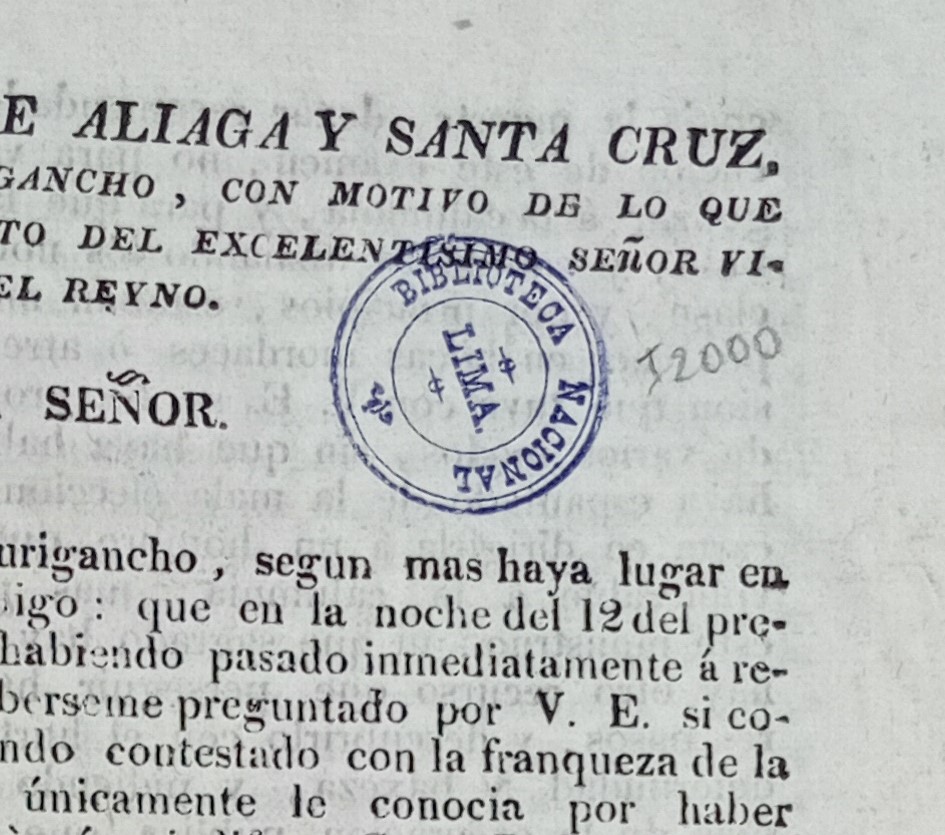 E ALIAGA Y SANTA CRUZ,
GANCHO, CON MOTIVO DE LO QUE
TO DEL EXCELENTISIMO SEÑOR VI-
EL REYNO.
SEÑOR.
BIBLIOTECA NACIONAL
LIMA.
12000
urigancho, segun mas haya lugar en
igo: que en la noche del 12 del pre-
habiendo pasado inmediatamente á re-
berseme preguntado por V. E. si co-
ndo contestado con la franqueza de la
únicamente le conocia por haber